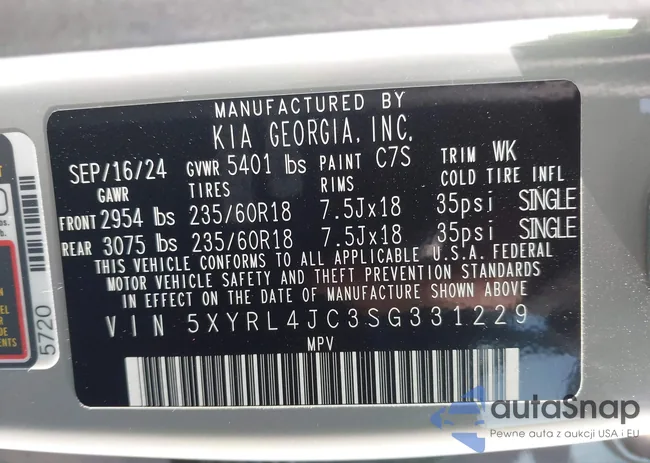 MANUFACTURED BY
KIA GEORGIA, INC.
SEP/16/24 GVWR 5401 lbs PAINT C7S TRIM WK
GAWR TIRES RIMS COLD TIRE INFL
FRONT 2954 lbs 235/60R18 7.5Jx18 35psi SINGLE
REAR 3075 lbs 235/60R18 7.5Jx18 35psi SINGLE
THIS VEHICLE CONFORMS TO ALL APPLICABLE U.S.A. FEDERAL
MOTOR VEHICLE SAFETY AND THEFT PREVENTION STANDARDS
IN EFFECT ON THE DATE OF MANUFACTURE SHOWN ABOVE
VIN 5XYRL4JC3SG331229
MPV
5720
autaSnap
Pewne auta z aukcji USA i EU